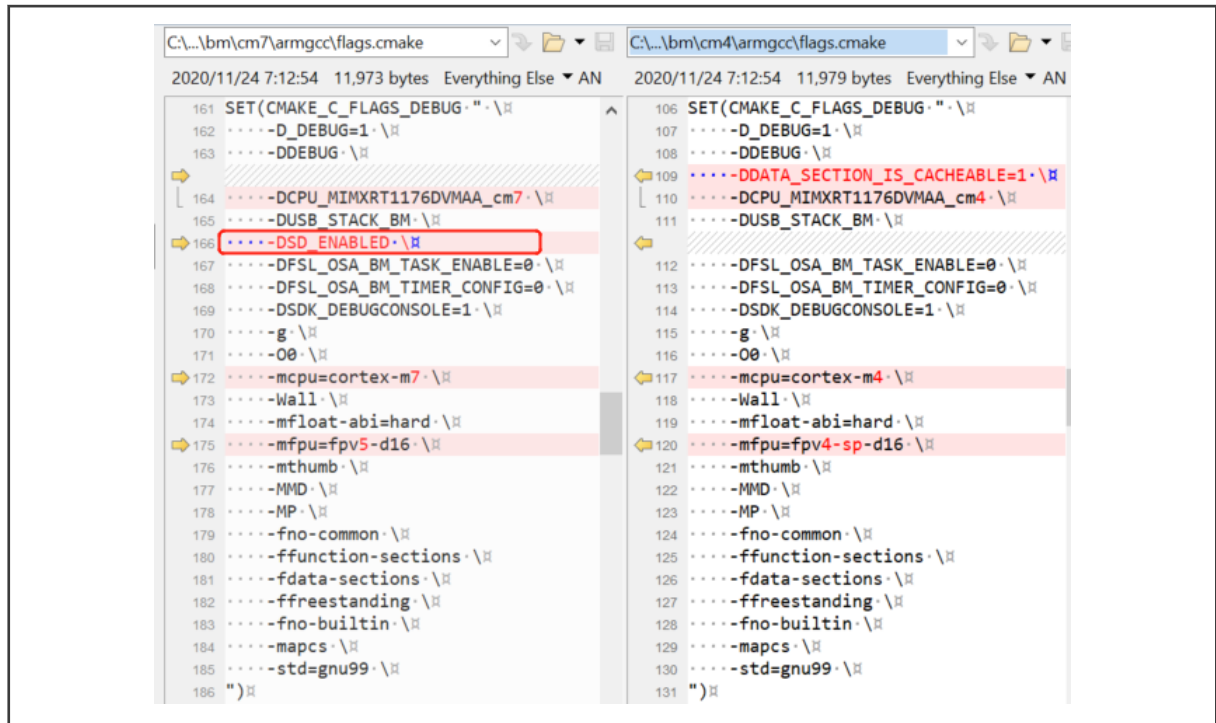 C:\...\bm\cm7\armgcc\flags.cmake
2020/11/24 7:12:54 11,973 bytes Everything Else ▼ AN
161 SET(CMAKE_C_FLAGS_DEBUG·"·\¤
162 ·····-D_DEBUG=1·\¤
163 ·····-DDEBUG·\¤
164 ·····-DCPU_MIMXRT1176DVMAA_cm7·\¤
165 ·····-DUSB_STACK_BM·\¤
166 ·····-DSD_ENABLED·\¤
167 ·····-DFSL_OSA_BM_TASK_ENABLE=0·\¤
168 ·····-DFSL_OSA_BM_TIMER_CONFIG=0·\¤
169 ·····-DSDK_DEBUGCONSOLE=1·\¤
170 ·····-g·\¤
171 ·····-O0·\¤
172 ·····-mcpu=cortex-m7·\¤
173 ·····-Wall·\¤
174 ·····-mfloat-abi=hard·\¤
175 ·····-mfpu=fpv5-d16·\¤
176 ·····-mthumb·\¤
177 ·····-MMD·\¤
178 ·····-MP·\¤
179 ·····-fno-common·\¤
180 ·····-ffunction-sections·\¤
181 ·····-fdata-sections·\¤
182 ·····-ffreestanding·\¤
183 ·····-fno-builtin·\¤
184 ·····-mapcs·\¤
185 ·····-std=gnu99·\¤
186 ")¤
C:\...\bm\cm4\armgcc\flags.cmake
2020/11/24 7:12:54 11,979 bytes Everything Else ▼ AN
106 SET(CMAKE_C_FLAGS_DEBUG·"·\¤
107 ·····-D_DEBUG=1·\¤
108 ·····-DDEBUG·\¤
109 ·····-DDATA_SECTION_IS_CACHEABLE=1·\¤
110 ·····-DCPU_MIMXRT1176DVMAA_cm4·\¤
111 ·····-DUSB_STACK_BM·\¤
112 ·····-DFSL_OSA_BM_TASK_ENABLE=0·\¤
113 ·····-DFSL_OSA_BM_TIMER_CONFIG=0·\¤
114 ·····-DSDK_DEBUGCONSOLE=1·\¤
115 ·····-g·\¤
116 ·····-O0·\¤
117 ·····-mcpu=cortex-m4·\¤
118 ·····-Wall·\¤
119 ·····-mfloat-abi=hard·\¤
120 ·····-mfpu=fpv4-sp-d16·\¤
121 ·····-mthumb·\¤
122 ·····-MMD·\¤
123 ·····-MP·\¤
124 ·····-fno-common·\¤
125 ·····-ffunction-sections·\¤
126 ·····-fdata-sections·\¤
127 ·····-ffreestanding·\¤
128 ·····-fno-builtin·\¤
129 ·····-mapcs·\¤
130 ·····-std=gnu99·\¤
131 ")¤